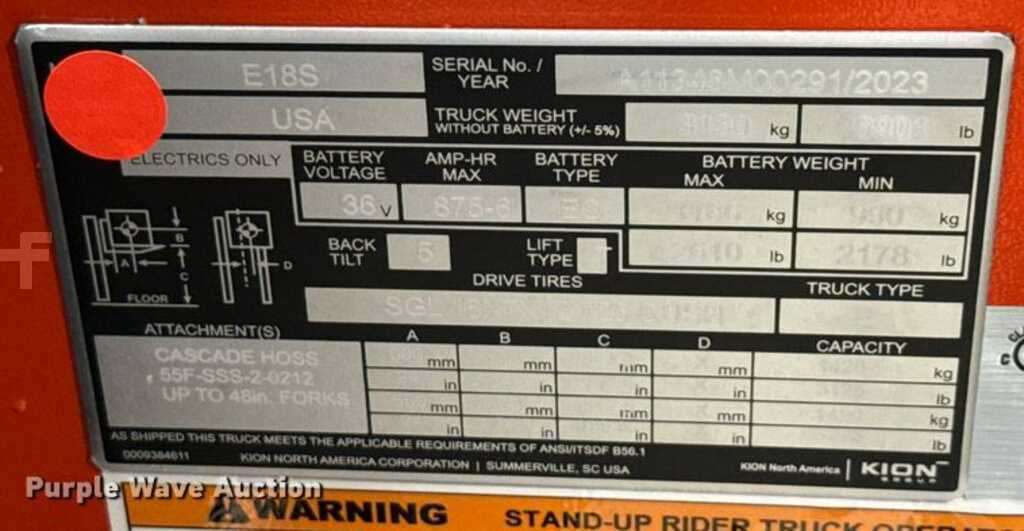 E18S
SERIAL No. /
YEAR
/2023
USA
TRUCK WEIGHT
WITHOUT BATTERY (+/- 5%)
kg
lb
ELECTRICS ONLY
BATTERY
VOLTAGE
AMP-HR
MAX
BATTERY
TYPE
BATTERY WEIGHT
MAX
MIN
36 V
875-6
kg
990 kg
lb
2178 lb
BACK
TILT
5
LIFT
TYPE
A
B
C
D
FLOOR
DRIVE TIRES
TRUCK TYPE
SGL
ATTACHMENT(S)
A B C D
CAPACITY
CASCADE HOSS
55F-SSS-2-0212
UP TO 48in. FORKS
mm mm mm mm kg
in in in in lb
mm mm mm mm kg
in in in in lb
AS SHIPPED THIS TRUCK MEETS THE APPLICABLE REQUIREMENTS OF ANSI/ITSDF B56.1
0009384611
KION NORTH AMERICA CORPORATION | SUMMERVILLE, SC USA
KION North America
KION
GROUP
Purple Wave Auction
WARNING
STAND-UP RIDER TRUCK